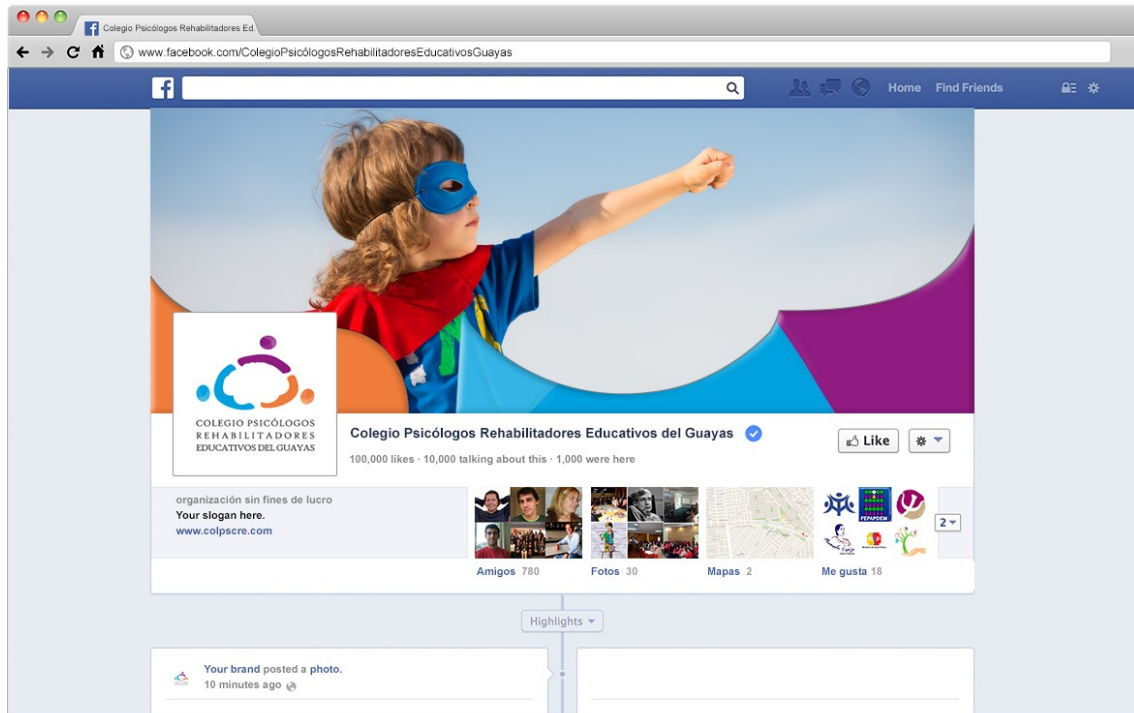 Colegio Psicólogos Rehabilitadores Ed.
www.facebook.com/ColegioPsicólogosRehabilitadoresEducativosGuayas
f
Home Find Friends
COLEGIO PSICÓLOGOS
REHABILITADORES
EDUCATIVOS DEL GUAYAS
Colegio Psicólogos Rehabilitadores Educativos del Guayas
100,000 likes · 10,000 talking about this · 1,000 were here
Like
organización sin fines de lucro
Your slogan here.
www.colpscre.com
FEPAPDEM
2
Amigos 780
Fotos 30
Mapas 2
Me gusta 18
Highlights
Your brand posted a photo.
10 minutes ago